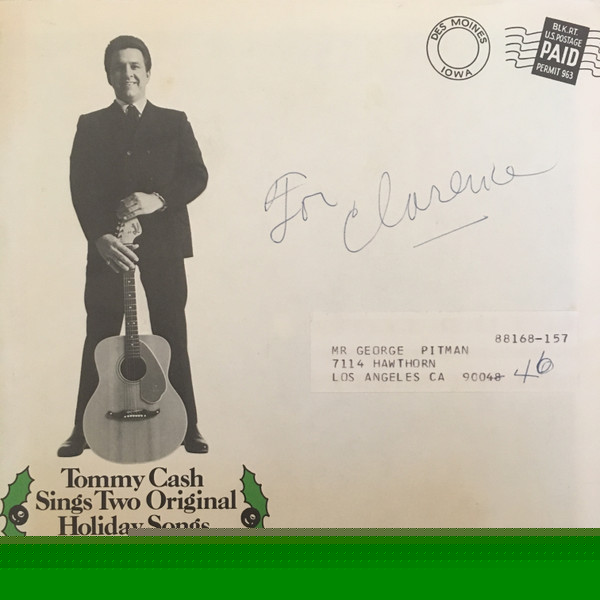 DES MOINES
IOWA
BLK. RT.
U.S. POSTAGE
PAID
PERMIT 963
For Clarence
88168-157
MR GEORGE PITMAN
7114 HAWTHORN
LOS ANGELES CA 90048 46
Tommy Cash
Sings Two Original
Holiday Songs